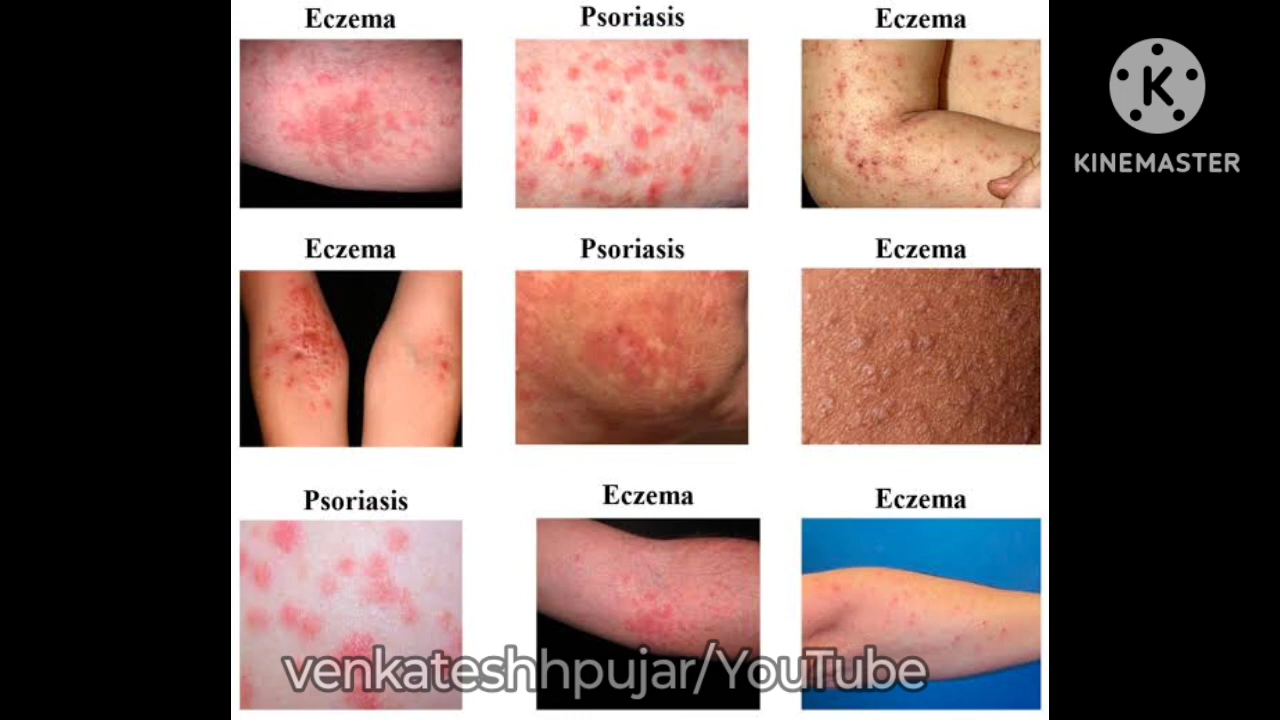 Eczema
Psoriasis
Eczema
K
KINEMASTER
Eczema
Psoriasis
Eczema
Psoriasis
Eczema
Eczema
venkateshhpujar/YouTube